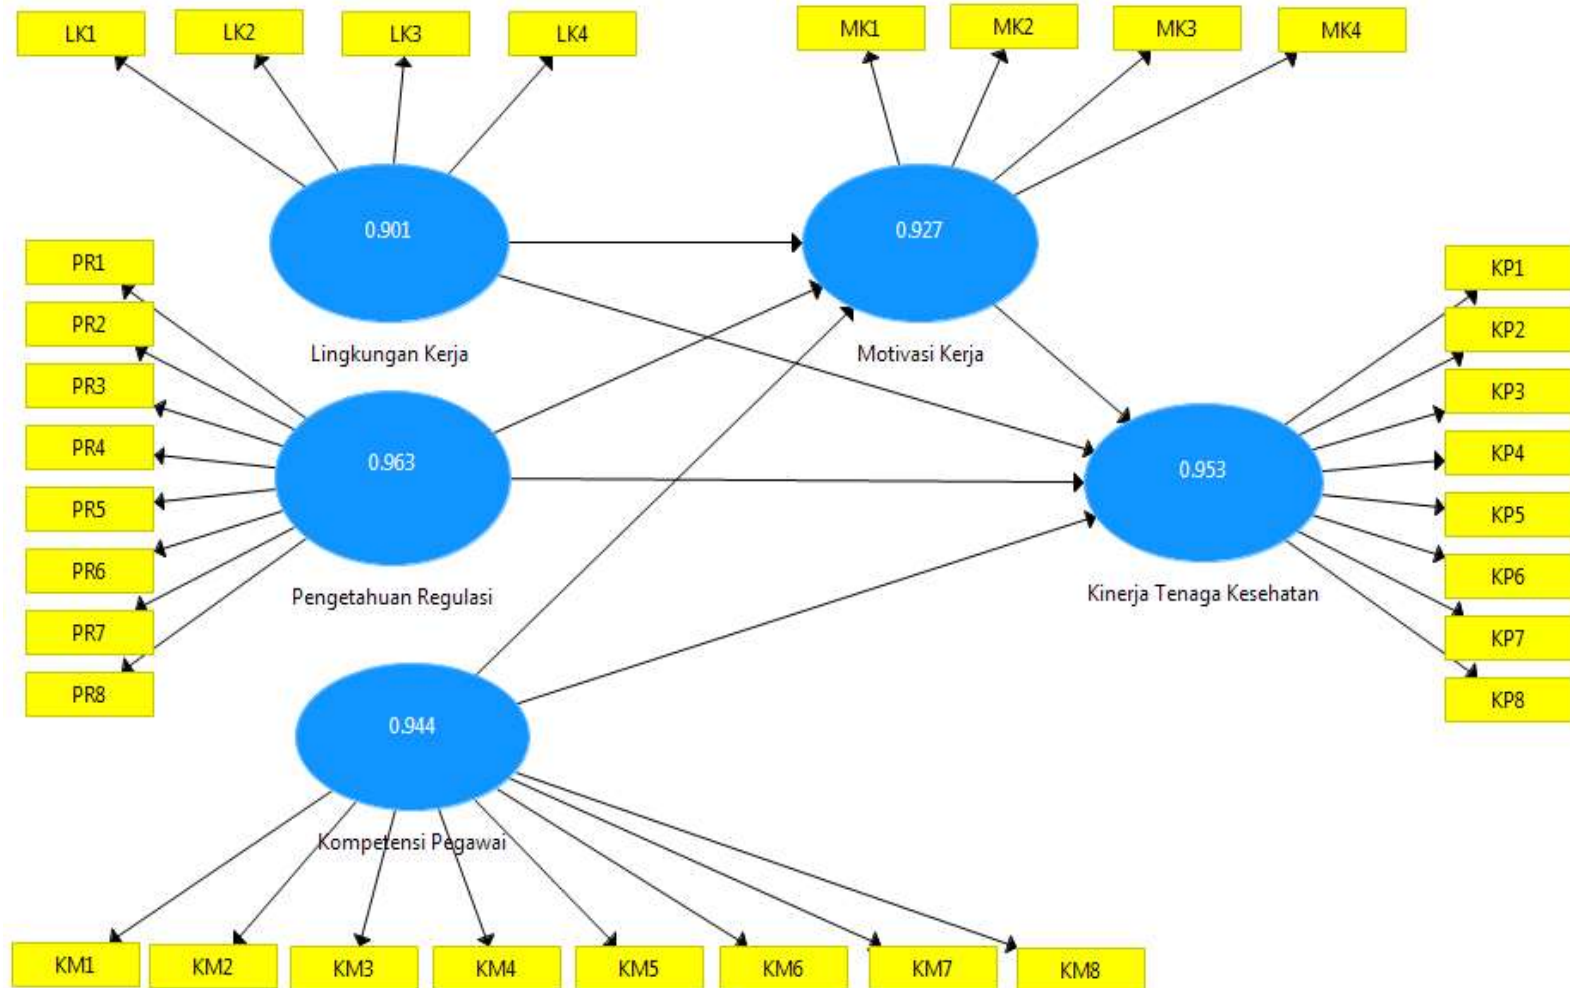 LK1
LK2
LK3
LK4
MK1
MK2
MK3
MK4
0.901
0.927
Lingkungan Kerja
Motivasi Kerja
PR1
PR2
PR3
PR4
PR5
PR6
PR7
PR8
0.963
Pengetahuan Regulasi
0.953
Kinerja Tenaga Kesehatan
KP1
KP2
KP3
KP4
KP5
KP6
KP7
KP8
0.944
Kompetensi Pegawai
KM1
KM2
KM3
KM4
KM5
KM6
KM7
KM8